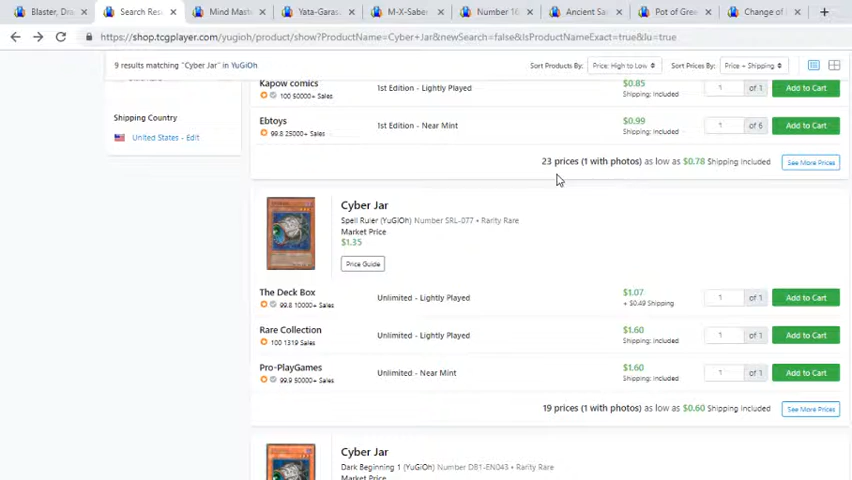 Blaster, Dra
Search Res
Mind Maste
Yata-Garas
M-X-Saber
Number 16
Ancient Sa
Pot of Gree
Change of
https://shop.tcgplayer.com/yugioh/product/show?ProductName=Cyber+Jar&newSearch=false&IsProductNameExact=true&Iu=true
9 results matching "Cyber Jar" in YuGiOh
Sort Products By: Price: High to Low
Sort Prices By: Price + Shipping
Shipping Country
United States - Edit
Kapow comics
100 50000+ Sales
1st Edition - Lightly Played
$0.85
Shipping: Included
1 of 1
Add to Cart
Ebtoys
99.8 25000+ Sales
1st Edition - Near Mint
$0.99
Shipping: Included
1 of 6
Add to Cart
23 prices (1 with photos) as low as $0.78 Shipping Included
See More Prices
Cyber Jar
Spell Ruler (YuGiOh) Number SRL-077 • Rarity Rare
Market Price
$1.35
Price Guide
The Deck Box
99.8 10000+ Sales
Unlimited - Lightly Played
$1.07
+ $0.49 Shipping
1 of 1
Add to Cart
Rare Collection
100 1319 Sales
Unlimited - Lightly Played
$1.60
Shipping: Included
1 of 1
Add to Cart
Pro-PlayGames
99.9 50000+ Sales
Unlimited - Near Mint
$1.60
Shipping: Included
1 of 1
Add to Cart
19 prices (1 with photos) as low as $0.60 Shipping Included
See More Prices
Cyber Jar
Dark Beginning 1 (YuGiOh) Number DB1-EN043 • Rarity Rare
Market Price